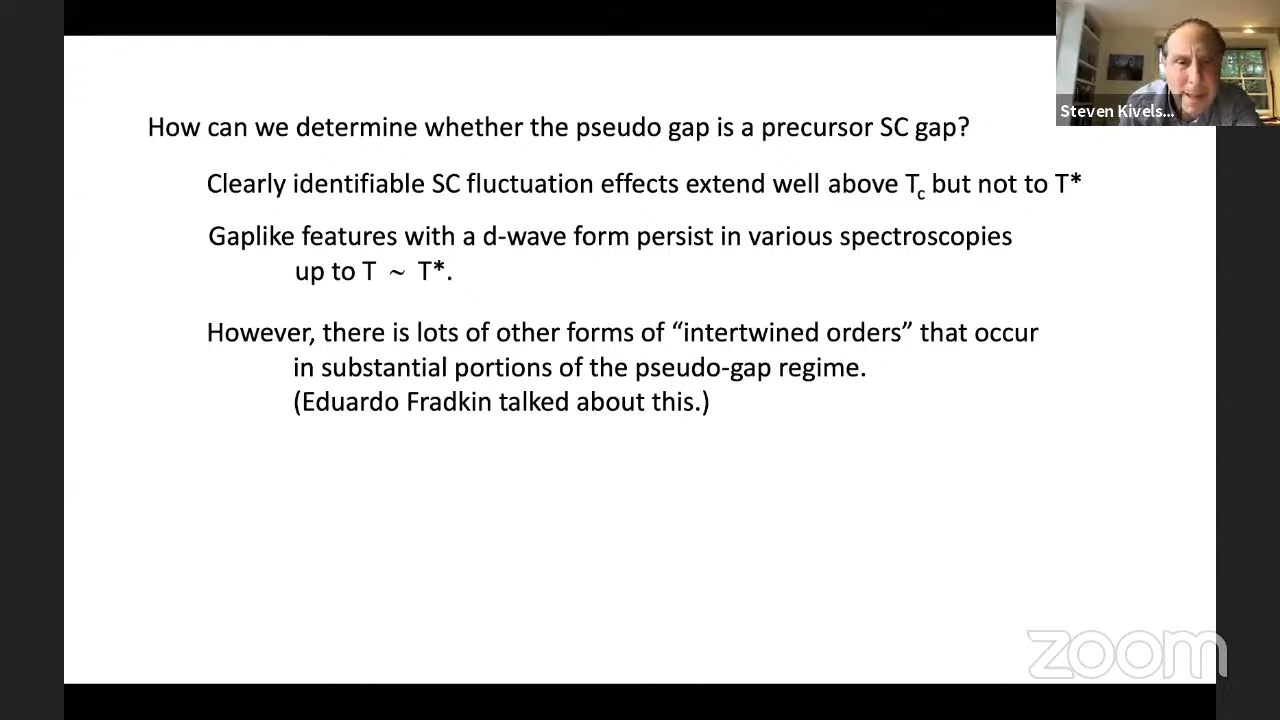 How can we determine whether the pseudo gap is a precursor SC gap?
Clearly identifiable SC fluctuation effects extend well above Tc but not to T*
Gaplike features with a d-wave form persist in various spectroscopies
up to T ~ T*.
However, there is lots of other forms of “intertwined orders” that occur
in substantial portions of the pseudo-gap regime.
(Eduardo Fradkin talked about this.)
Steven Kivels...
zoom